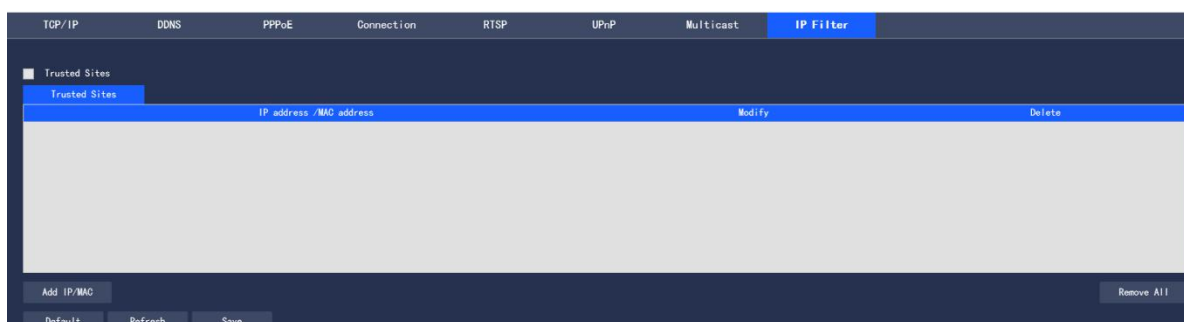 TCP/IP DDNS PPPoE Connection RTSP UPnP Multicast IP Filter
Trusted Sites
Trusted Sites
IP address /MAC address Modify Delete
Add IP/MAC Remove All
Default Refresh Save